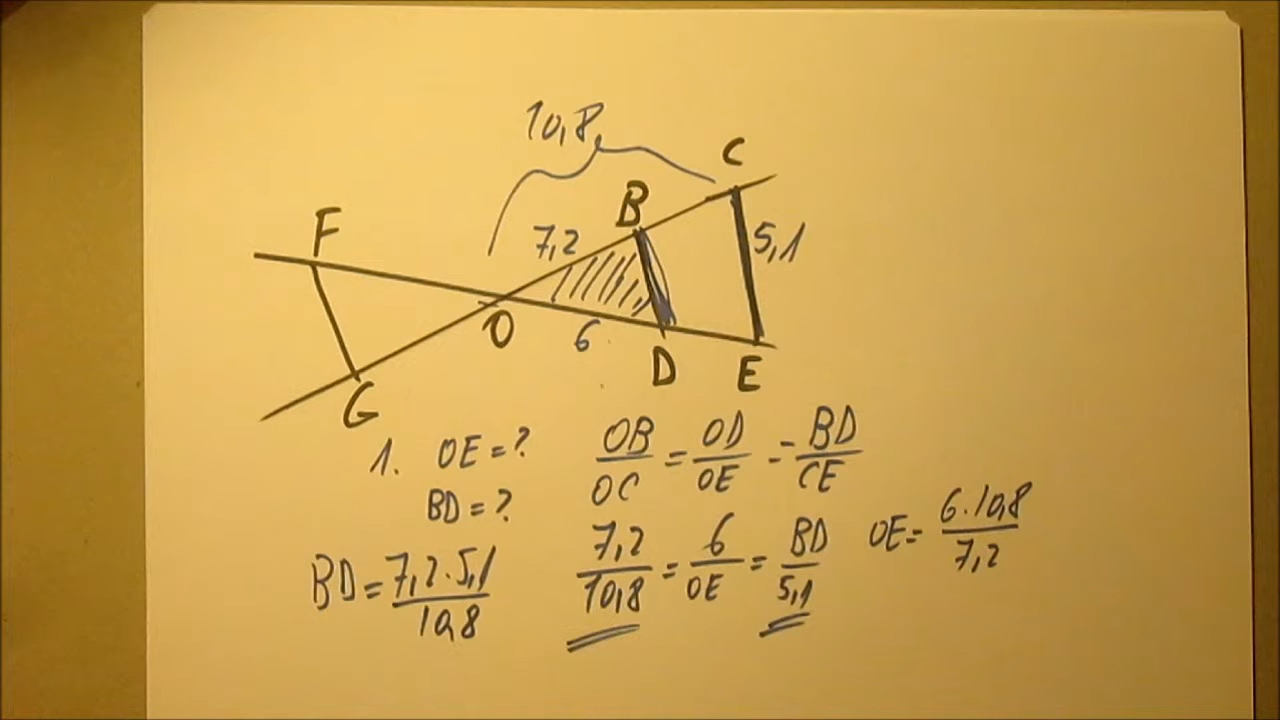 10,8
C
B
F
7,2
5,1
O
6
D
E
G
1. OE = ? OB/OC = OD/OE = BD/CE
BD = ?
BD = 7,2 · 5,1 / 10,8 7,2/10,8 = 6/OE = BD/5,1 OE = 6 · 10,8 / 7,2